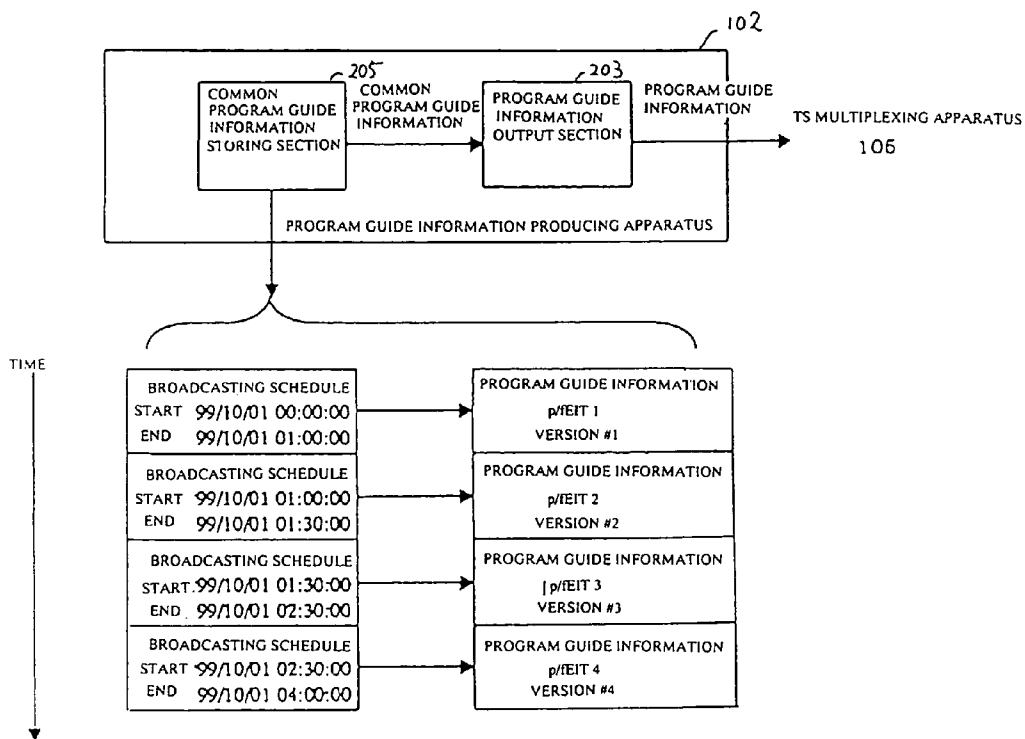 102
205
203
COMMON
PROGRAM GUIDE
INFORMATION
STORING SECTION
COMMON
PROGRAM GUIDE
INFORMATION
PROGRAM GUIDE
INFORMATION
OUTPUT SECTION
PROGRAM GUIDE
INFORMATION
TS MULTIPLEXING APPARATUS
106
PROGRAM GUIDE INFORMATION PRODUCING APPARATUS
TIME
BROADCASTING SCHEDULE
START 99/10/01 00:00:00
END 99/10/01 01:00:00
PROGRAM GUIDE INFORMATION
p/fEIT 1
VERSION #1
BROADCASTING SCHEDULE
START 99/10/01 01:00:00
END 99/10/01 01:30:00
PROGRAM GUIDE INFORMATION
p/fEIT 2
VERSION #2
BROADCASTING SCHEDULE
START 99/10/01 01:30:00
END 99/10/01 02:30:00
PROGRAM GUIDE INFORMATION
p/fEIT 3
VERSION #3
BROADCASTING SCHEDULE
START 99/10/01 02:30:00
END 99/10/01 04:00:00
PROGRAM GUIDE INFORMATION
p/fEIT 4
VERSION #4